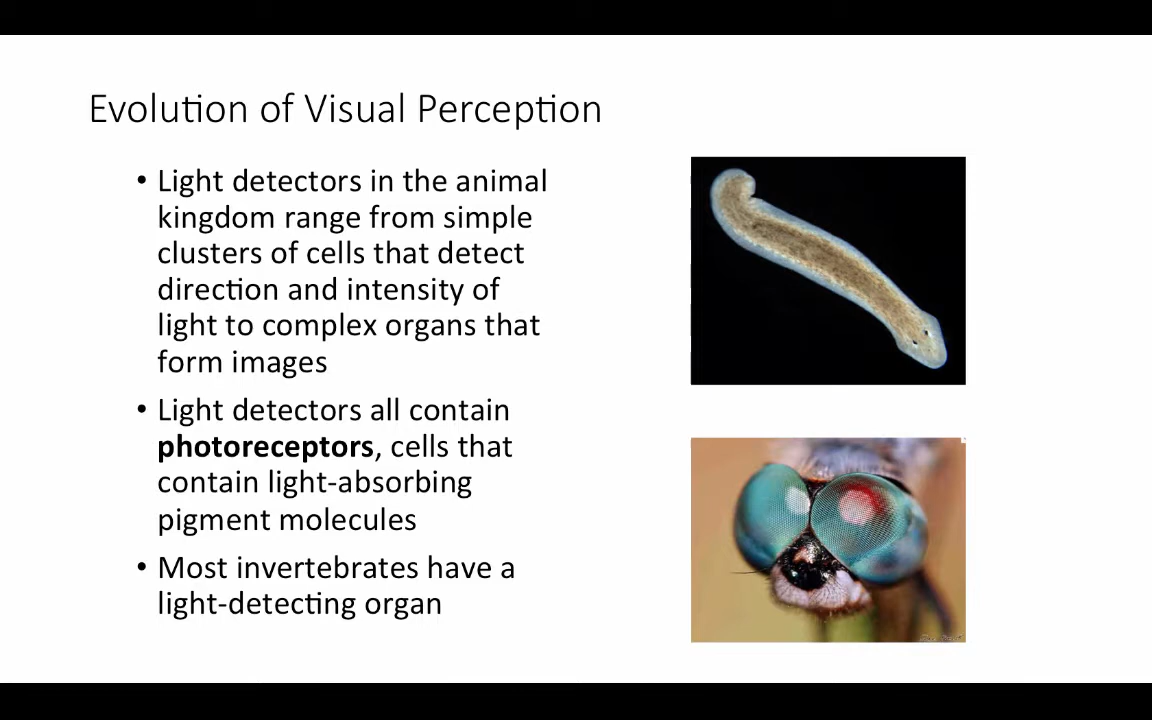 Evolution of Visual Perception
• Light detectors in the animal
kingdom range from simple
clusters of cells that detect
direction and intensity of
light to complex organs that
form images
• Light detectors all contain
photoreceptors, cells that
contain light-absorbing
pigment molecules
• Most invertebrates have a
light-detecting organ